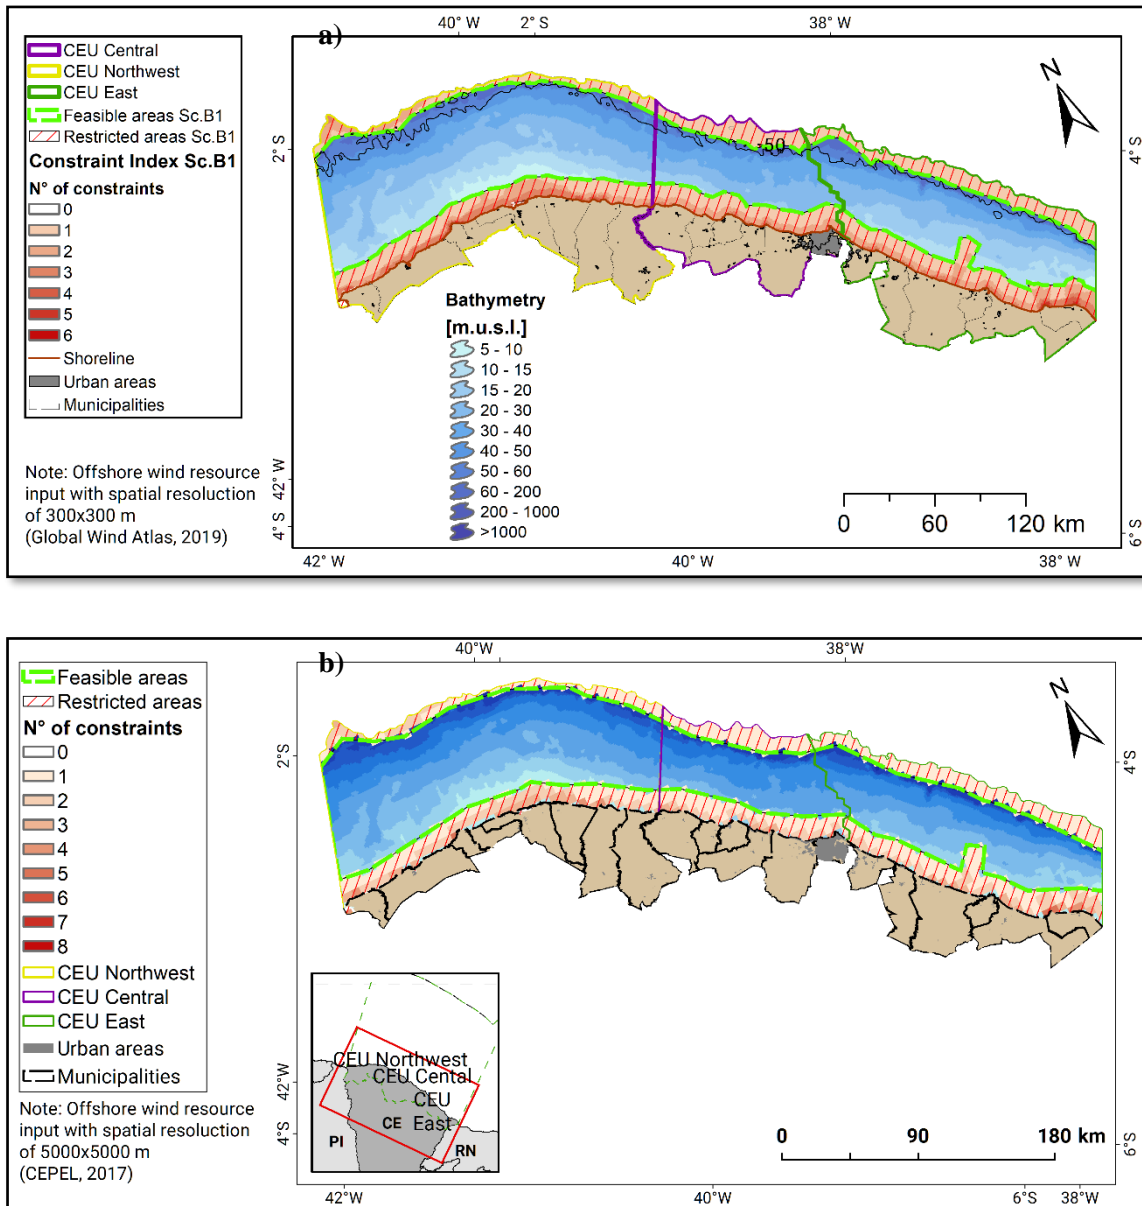 40° W
2° S
38° W
a)
CEU Central
CEU Northwest
CEU East
Feasible areas Sc.B1
Restricted areas Sc.B1
Constraint Index Sc.B1
N° of constraints
0
1
2
3
4
5
6
Shoreline
Urban areas
Municipalities
Note: Offshore wind resource
input with spatial resoluction
of 300x300 m
(Global Wind Atlas, 2019)
N
2° S
4° S
-50
Bathymetry
[m.u.s.l.]
5 - 10
10 - 15
15 - 20
20 - 30
30 - 40
40 - 50
50 - 60
60 - 200
200 - 1000
>1000
42° W
4° S
0 60 120 km
6° S
42° W
40° W
38° W
40°W
38°W
b)
Feasible areas
Restricted areas
N° of constraints
0
1
2
3
4
5
6
7
8
CEU Northwest
CEU Central
CEU East
Urban areas
Municipalities
Note: Offshore wind resource
input with spatial resolution
of 5000x5000 m
(CEPEL, 2017)
N
2°S
4°S
CEU Northwest
CEU Cental
CEU
East
CE
PI
RN
42°W
4°S
0 90 180 km
6°S
42°W
40°W
6°S
38°W